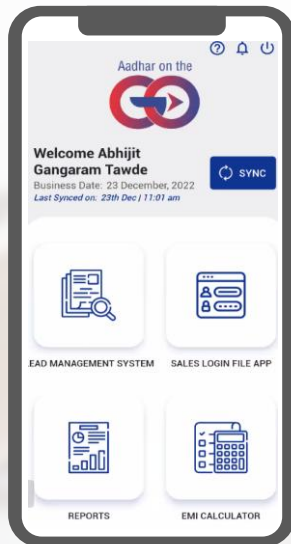 Aadhar on the
GO
Welcome Abhijit
Gangaram Tawde
Business Date: 23 December, 2022
Last Synced on: 23th Dec | 11:01 am
SYNC
LEAD MANAGEMENT SYSTEM
SALES LOGIN FILE APP
REPORTS
EMI CALCULATOR